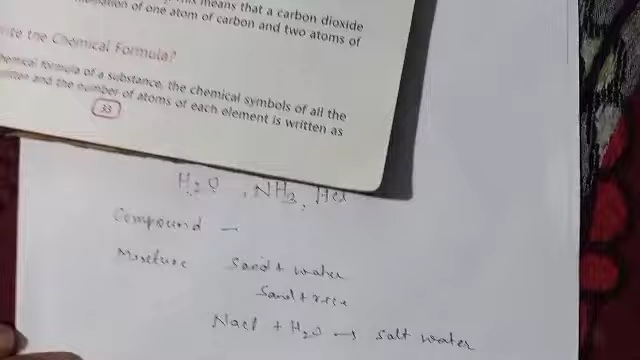 this means that a carbon dioxide
of one atom of carbon and two atoms of
the Chemical Formula?
chemical formula of a substance, the chemical symbols of all the
written and the number of atoms of each element is written as
33
H₂O , NH₃, Hcl
Compound —
Mixture Sand + water
Sand + rice
Nacl + H₂O → salt water